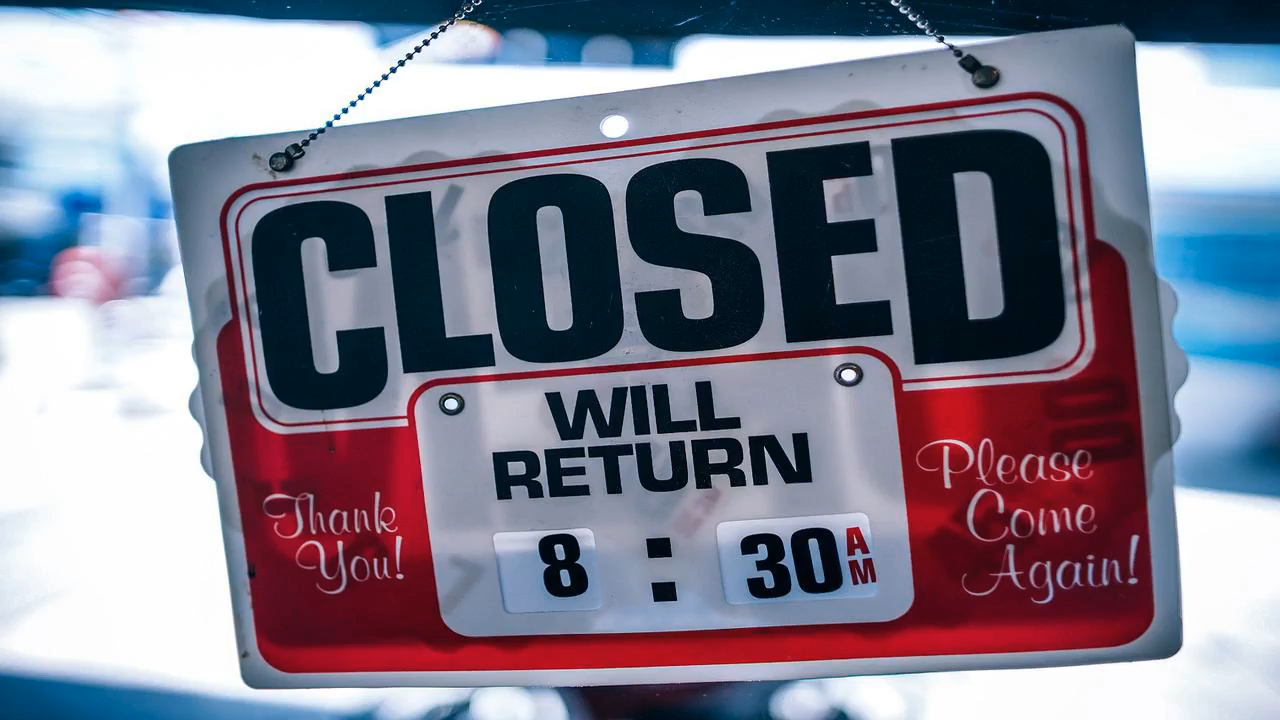 CLOSED
WILL
RETURN
8 : 30 AM
Thank
You!
Please
Come
Again!